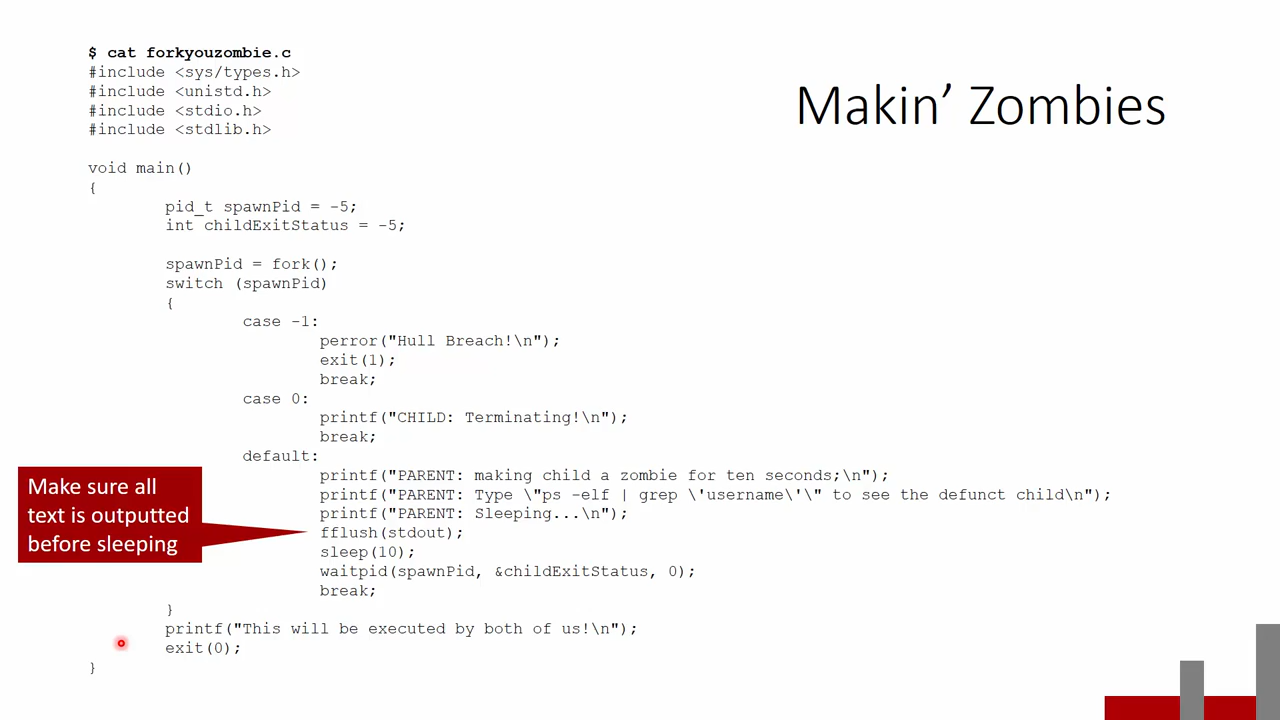 Makin’ Zombies
$ cat forkyouzombie.c
#include <sys/types.h>
#include <unistd.h>
#include <stdio.h>
#include <stdlib.h>
void main()
{
pid_t spawnPid = -5;
int childExitStatus = -5;
spawnPid = fork();
switch (spawnPid)
{
case -1:
perror("Hull Breach!\n");
exit(1);
break;
case 0:
printf("CHILD: Terminating!\n");
break;
default:
printf("PARENT: making child a zombie for ten seconds;\n");
printf("PARENT: Type \"ps -elf | grep \'username\'\" to see the defunct child\n");
printf("PARENT: Sleeping...\n");
fflush(stdout);
sleep(10);
waitpid(spawnPid, &childExitStatus, 0);
break;
}
printf("This will be executed by both of us!\n");
exit(0);
}
Make sure all
text is outputted
before sleeping